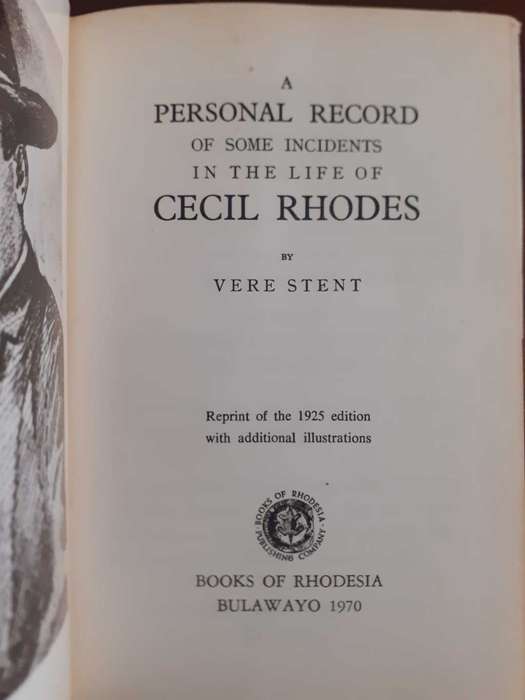 A
PERSONAL RECORD
OF SOME INCIDENTS
IN THE LIFE OF
CECIL RHODES
BY
VERE STENT
Reprint of the 1925 edition
with additional illustrations
BOOKS OF RHODESIA
PUBLISHING COMPANY
BOOKS OF RHODESIA
BULAWAYO 1970